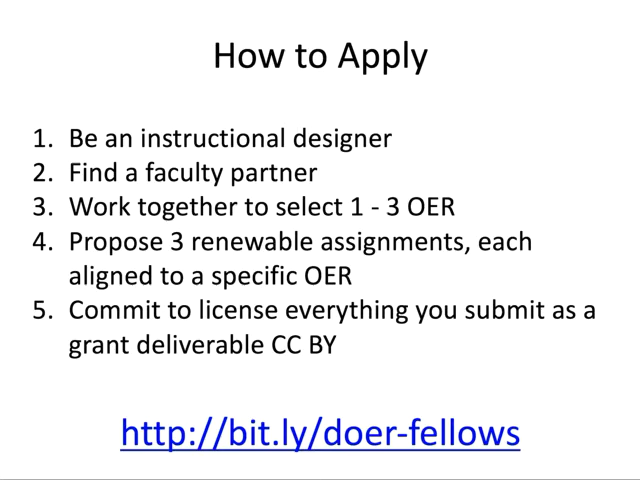 How to Apply
1. Be an instructional designer
2. Find a faculty partner
3. Work together to select 1 - 3 OER
4. Propose 3 renewable assignments, each
aligned to a specific OER
5. Commit to license everything you submit as a
grant deliverable CC BY
http://bit.ly/doer-fellows